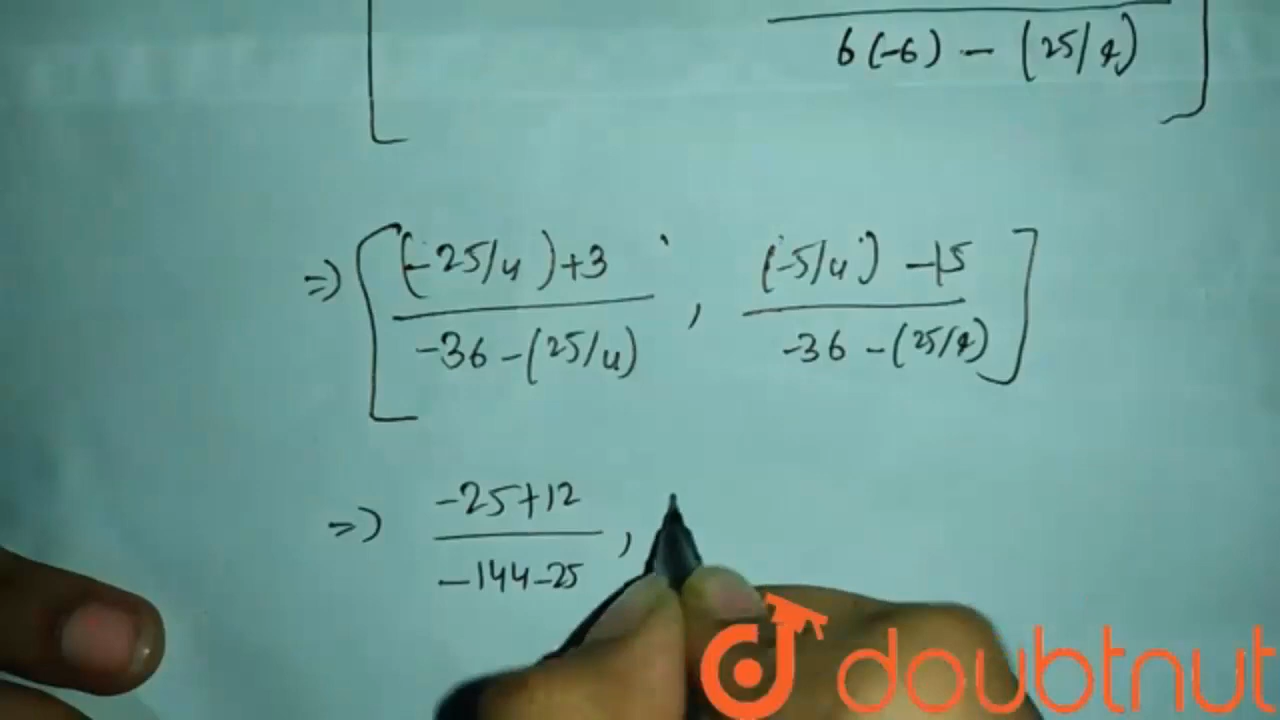 6(-6) - (25/4)
=> [ (-25/4)+3 / -36-(25/4) , (-5/4) -15 / -36-(25/4) ]
=> -25+12 / -144-25 ,
doubtnut